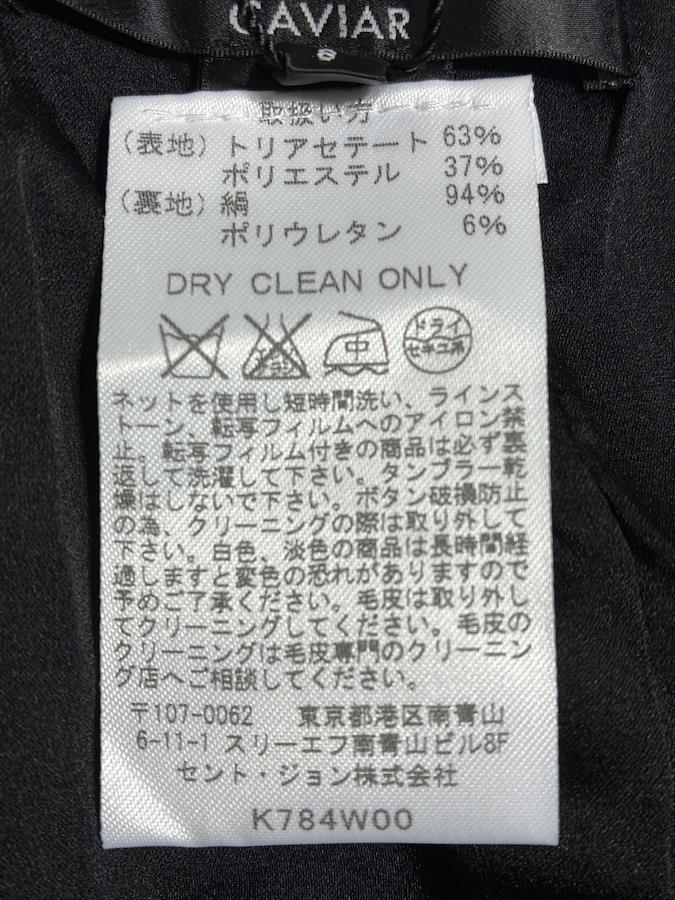 CAVIAR
取扱い方
(表地)トリアセテート 63%
ポリエステル 37%
(裏地)絹 94%
ポリウレタン 6%
DRY CLEAN ONLY
エンソ サラシ 中 ドライ セキユ系
ネットを使用し短時間洗い、ラインス
トーン、転写フィルムへのアイロン禁
止。転写フィルム付きの商品は必ず裏
返して洗濯して下さい。タンブラー乾
燥はしないで下さい。ボタン破損防止
の為、クリーニングの際は取り外して
下さい。白色、淡色の商品は長時間経
過しますと変色の恐れがありますので
予めご了承ください。毛皮は取り外し
てクリーニングしてください。毛皮の
クリーニングは毛皮専門のクリーニン
グ店へご相談してください。
〒107-0062 東京都港区南青山
6-11-1 スリーエフ南青山ビル8F
セント・ジョン株式会社
K784W00